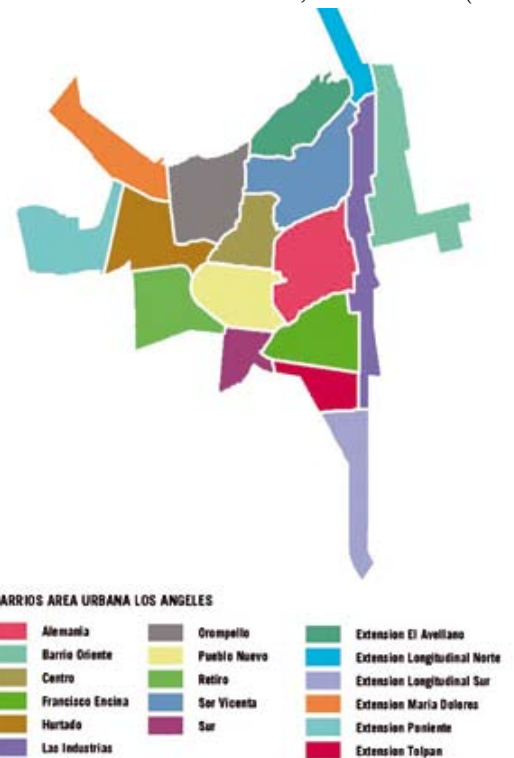 ARRIOS AREA URBANA LOS ANGELES
Alemania
Barrio Oriente
Centro
Francisco Encina
Hurtado
Las Industrias
Orompello
Pueblo Nuevo
Retiro
Sor Vicenta
Sur
Extension El Avellano
Extension Longitudinal Norte
Extension Longitudinal Sur
Extension Maria Dolores
Extension Poniente
Extension Tolpan